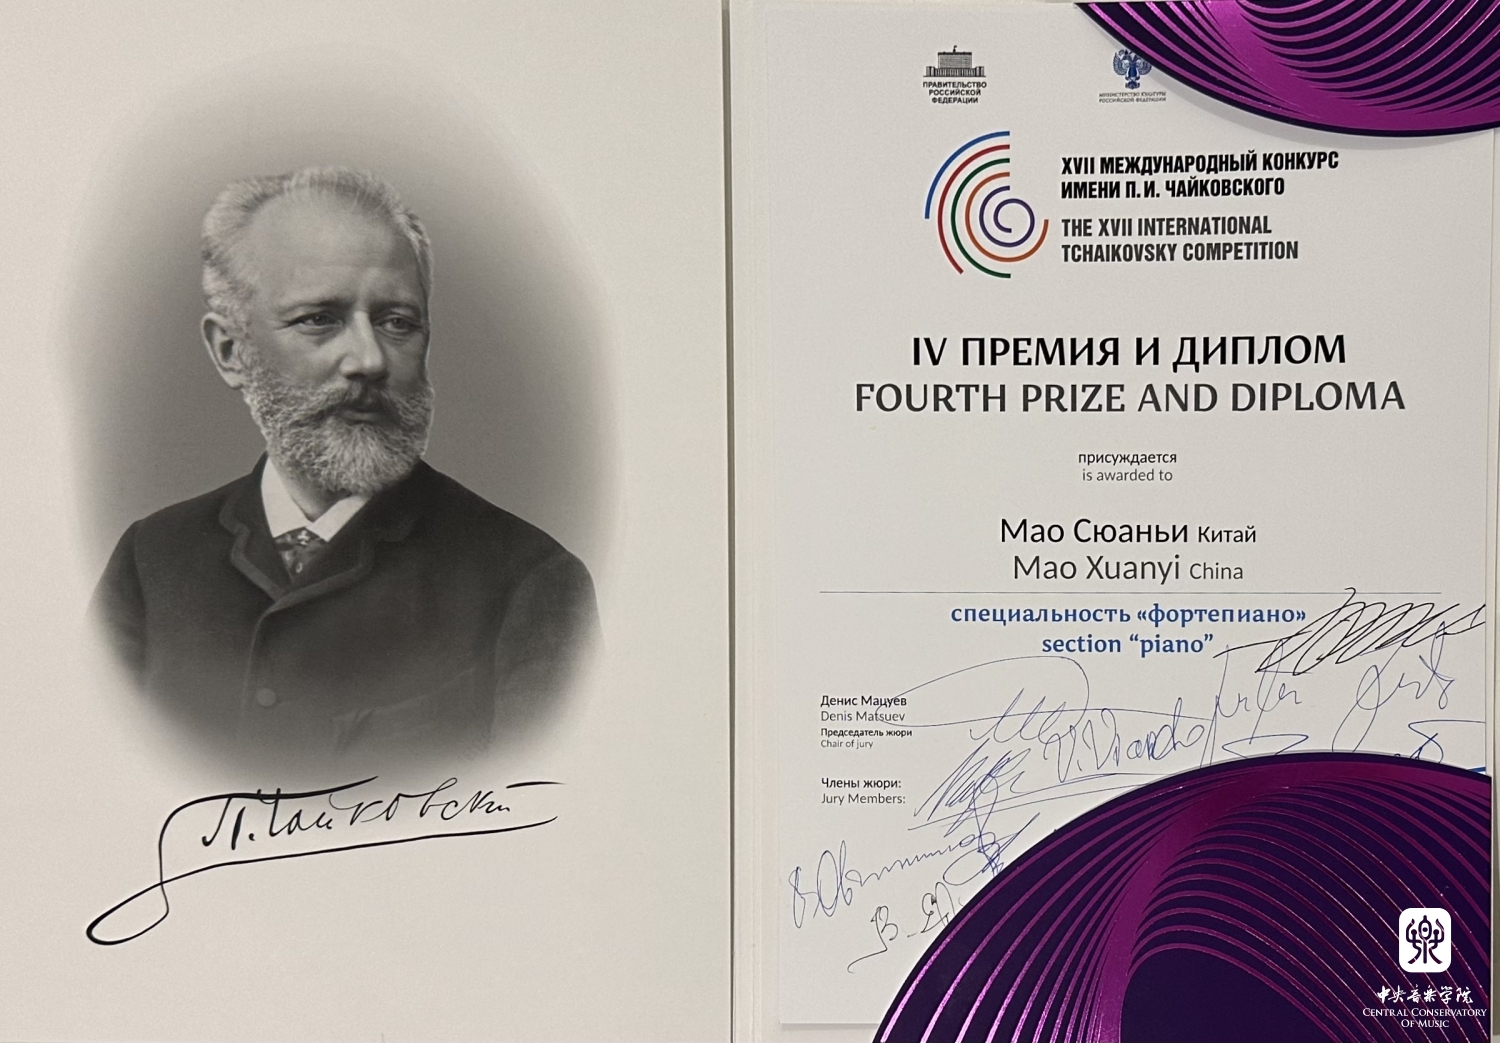 П. Чайковский
ПРАВИТЕЛЬСТВО
РОССИЙСКОЙ
ФЕДЕРАЦИИ
МИНИСТЕРСТВО КУЛЬТУРЫ
РОССИЙСКОЙ ФЕДЕРАЦИИ
XVII МЕЖДУНАРОДНЫЙ КОНКУРС
ИМЕНИ П. И. ЧАЙКОВСКОГО
THE XVII INTERNATIONAL
TCHAIKOVSKY COMPETITION
IV ПРЕМИЯ И ДИПЛОМ
FOURTH PRIZE AND DIPLOMA
присуждается
is awarded to
Мао Сюаньи Китай
Mao Xuanyi China
специальность «фортепиано»
section “piano”
Денис Мацуев
Denis Matsuev
Председатель жюри
Chair of jury
Члены жюри:
Jury Members:
中央音乐学院
CENTRAL CONSERVATORY
OF MUSIC